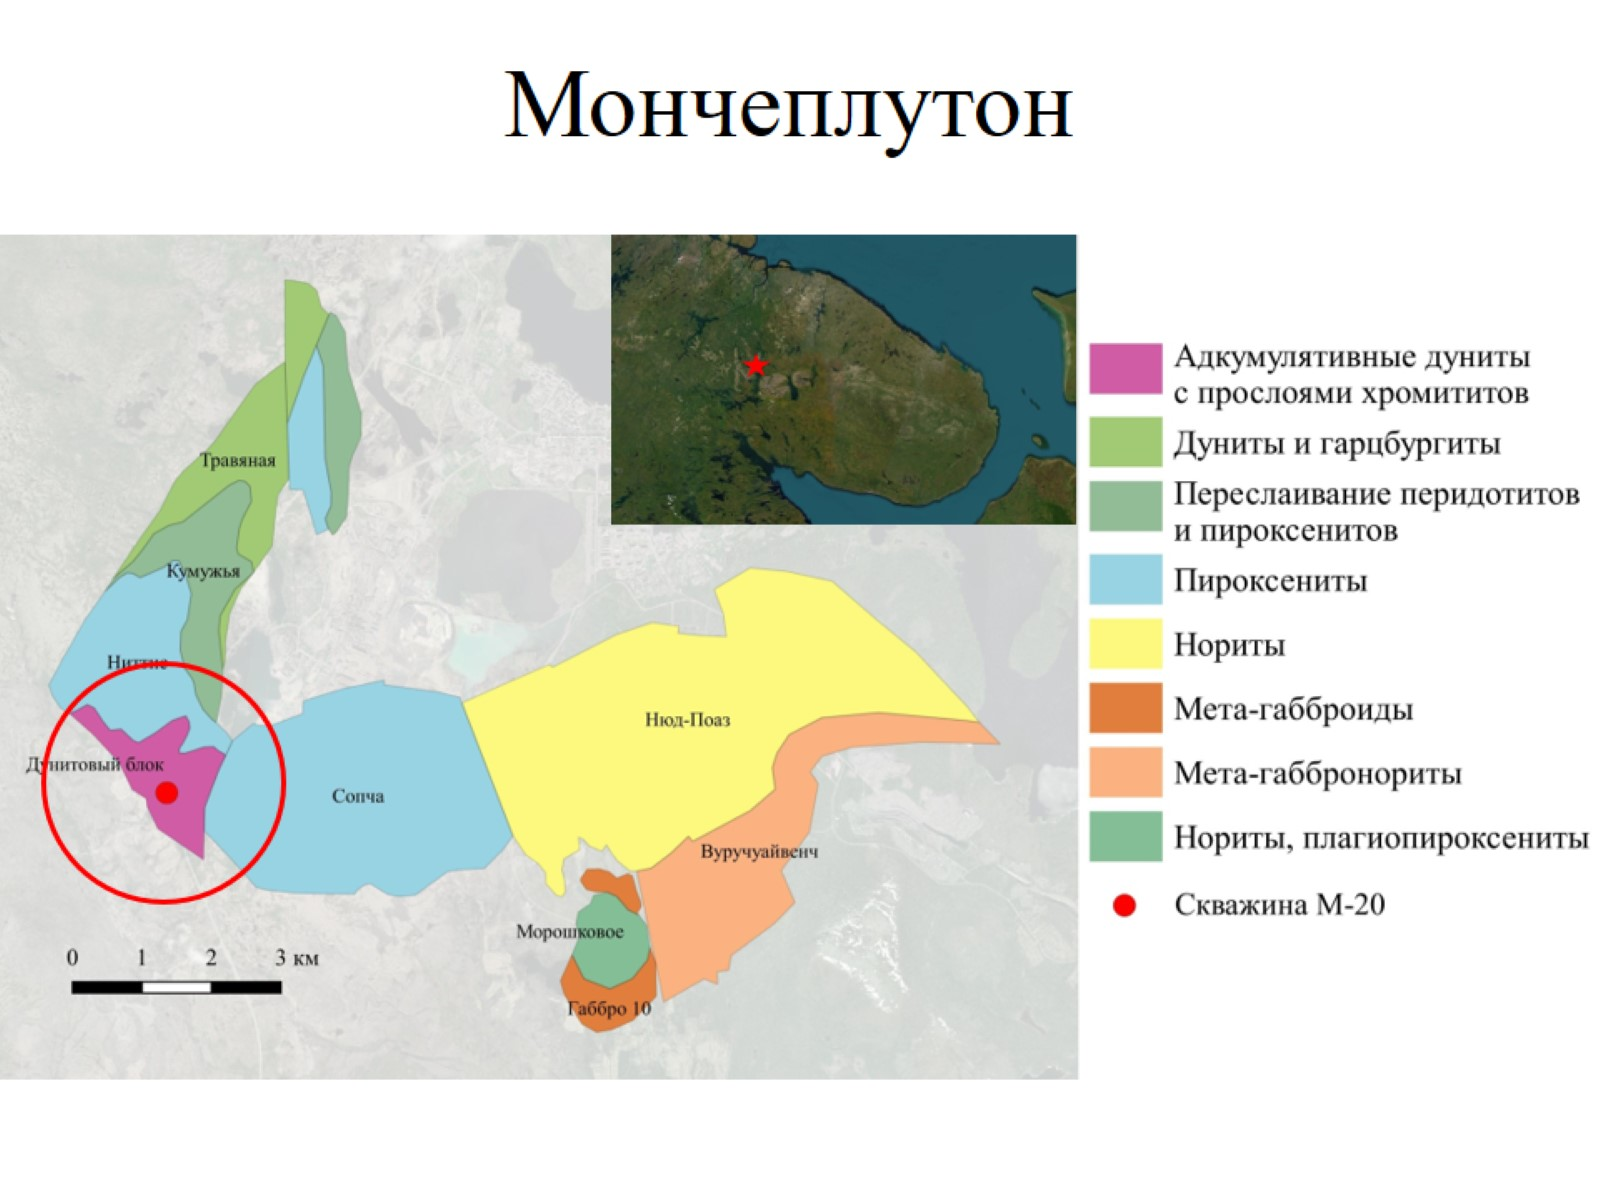 Мончеплутон
Травяная
Кумужья
Ниттис
Дунитовый блок
Сопча
Нюд-Поаз
Вуручуайвенч
Морошковое
Габбро 10
0 1 2 3 км
Адкумулятивные дуниты
с прослоями хромититов
Дуниты и гарцбургиты
Переслаивание перидотитов
и пироксенитов
Пироксениты
Нориты
Мета-габброиды
Мета-габбронориты
Нориты, плагиопироксениты
Скважина М-20